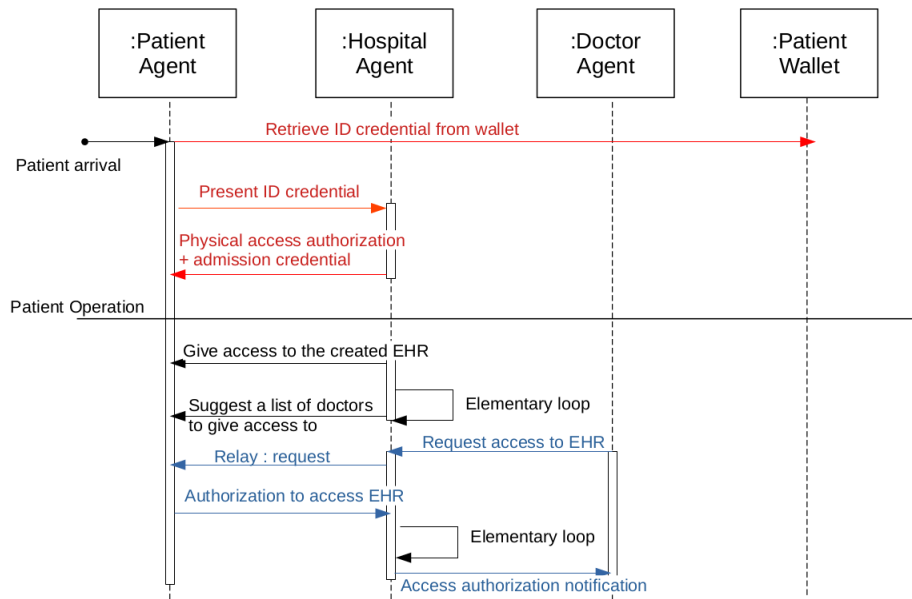 :Patient
Agent
:Hospital
Agent
:Doctor
Agent
:Patient
Wallet
Retrieve ID credential from wallet
Patient arrival
Present ID credential
Physical access authorization
+ admission credential
Patient Operation
Give access to the created EHR
Suggest a list of doctors
to give access to
Elementary loop
Request access to EHR
Relay : request
Authorization to access EHR
Elementary loop
Access authorization notification